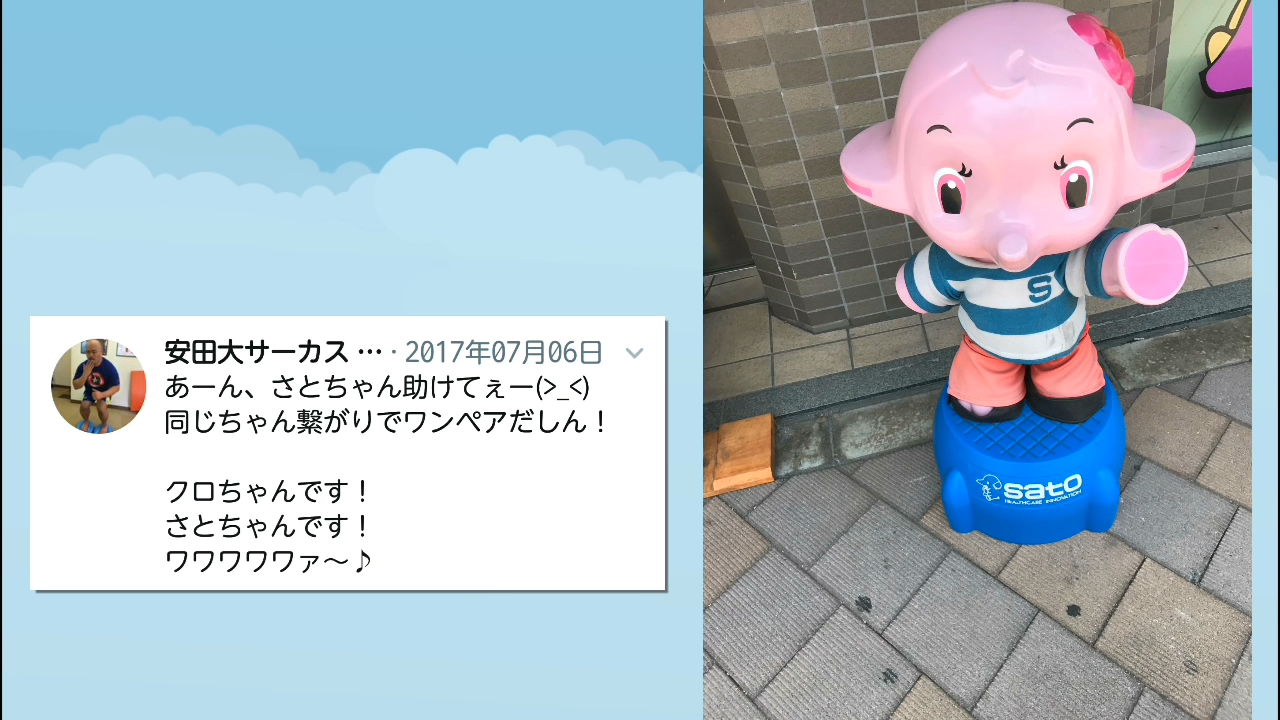 安田大サーカス … · 2017年07月06日
あーん、さとちゃん助けてぇー(>_<)
同じちゃん繋がりでワンペアだしん！
クロちゃんです！
さとちゃんです！
ワワワワワァ〜♪
S
sato
HEALTHCARE INNOVATION